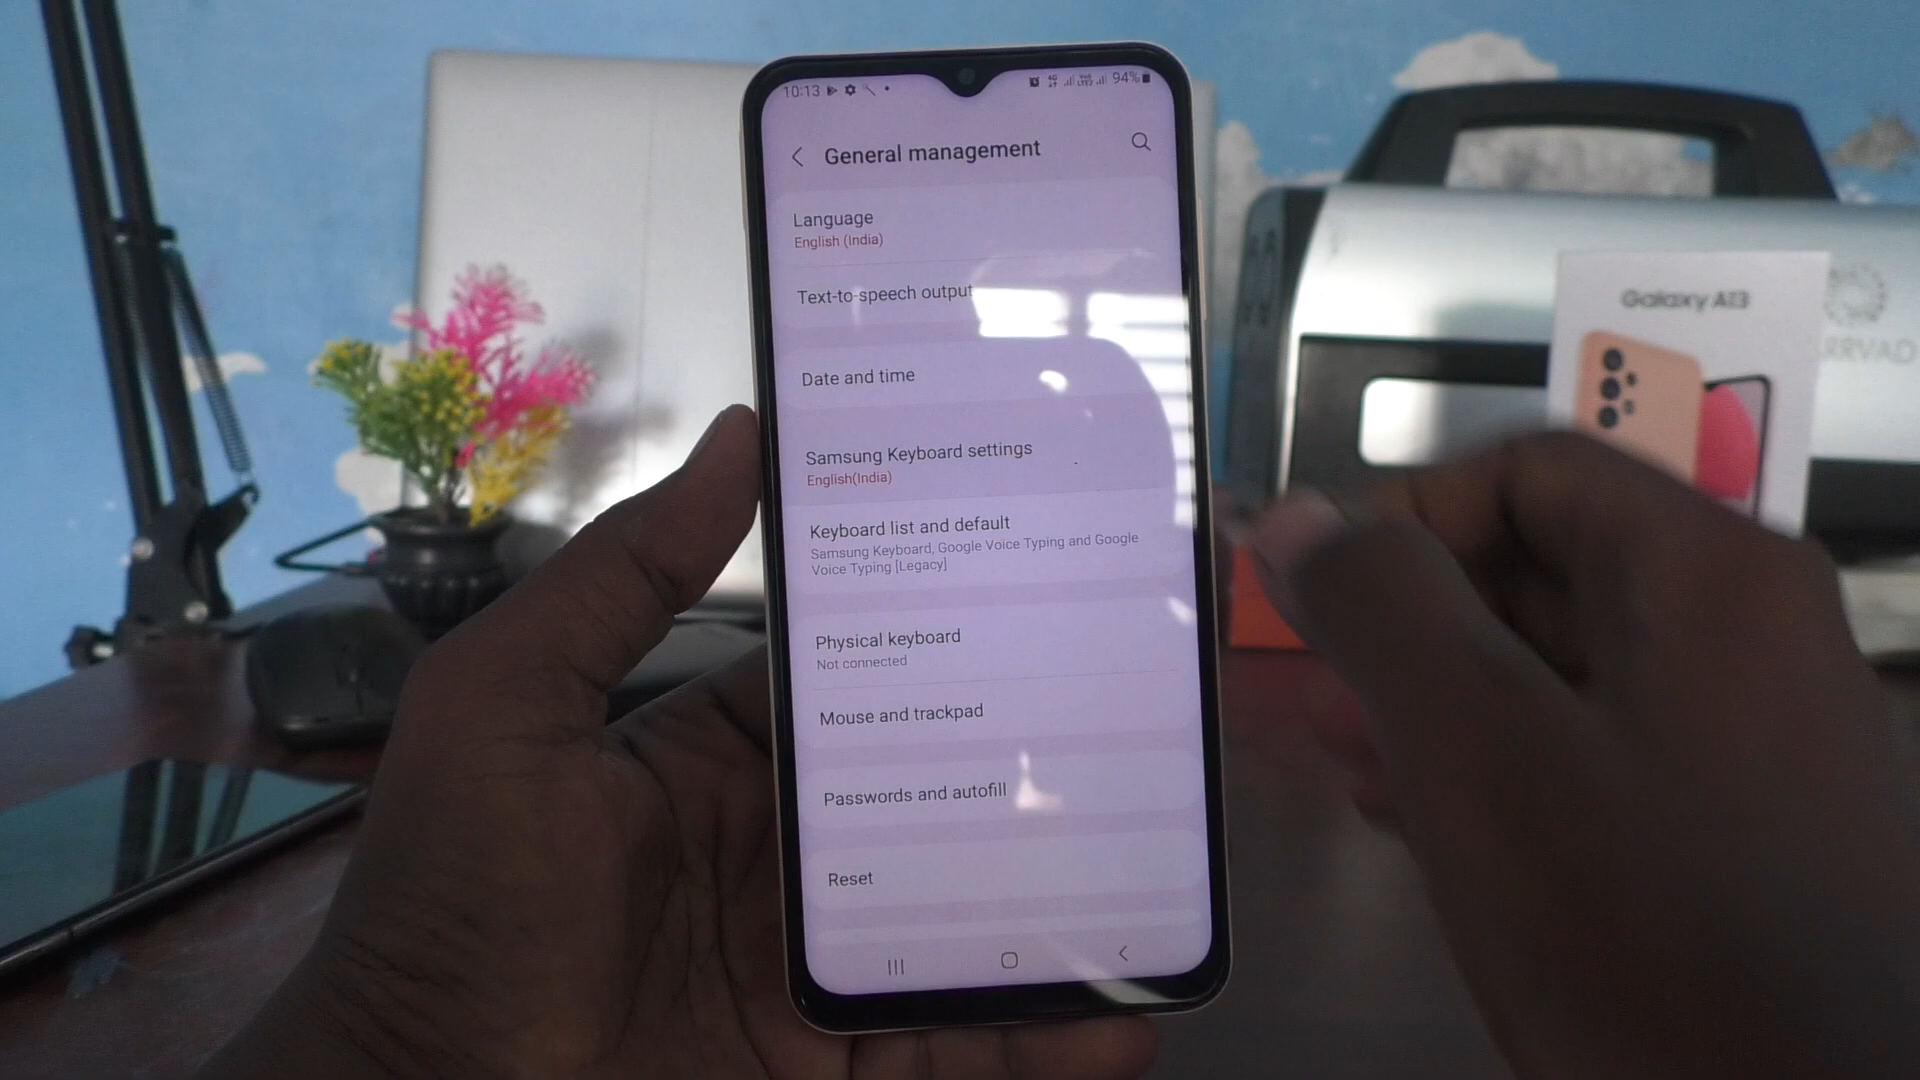 10:13
94%
General management
Language
English (India)
Text-to-speech output
Date and time
Samsung Keyboard settings
English(India)
Keyboard list and default
Samsung Keyboard, Google Voice Typing and Google
Voice Typing [Legacy]
Physical keyboard
Not connected
Mouse and trackpad
Passwords and autofill
Reset
Galaxy A13